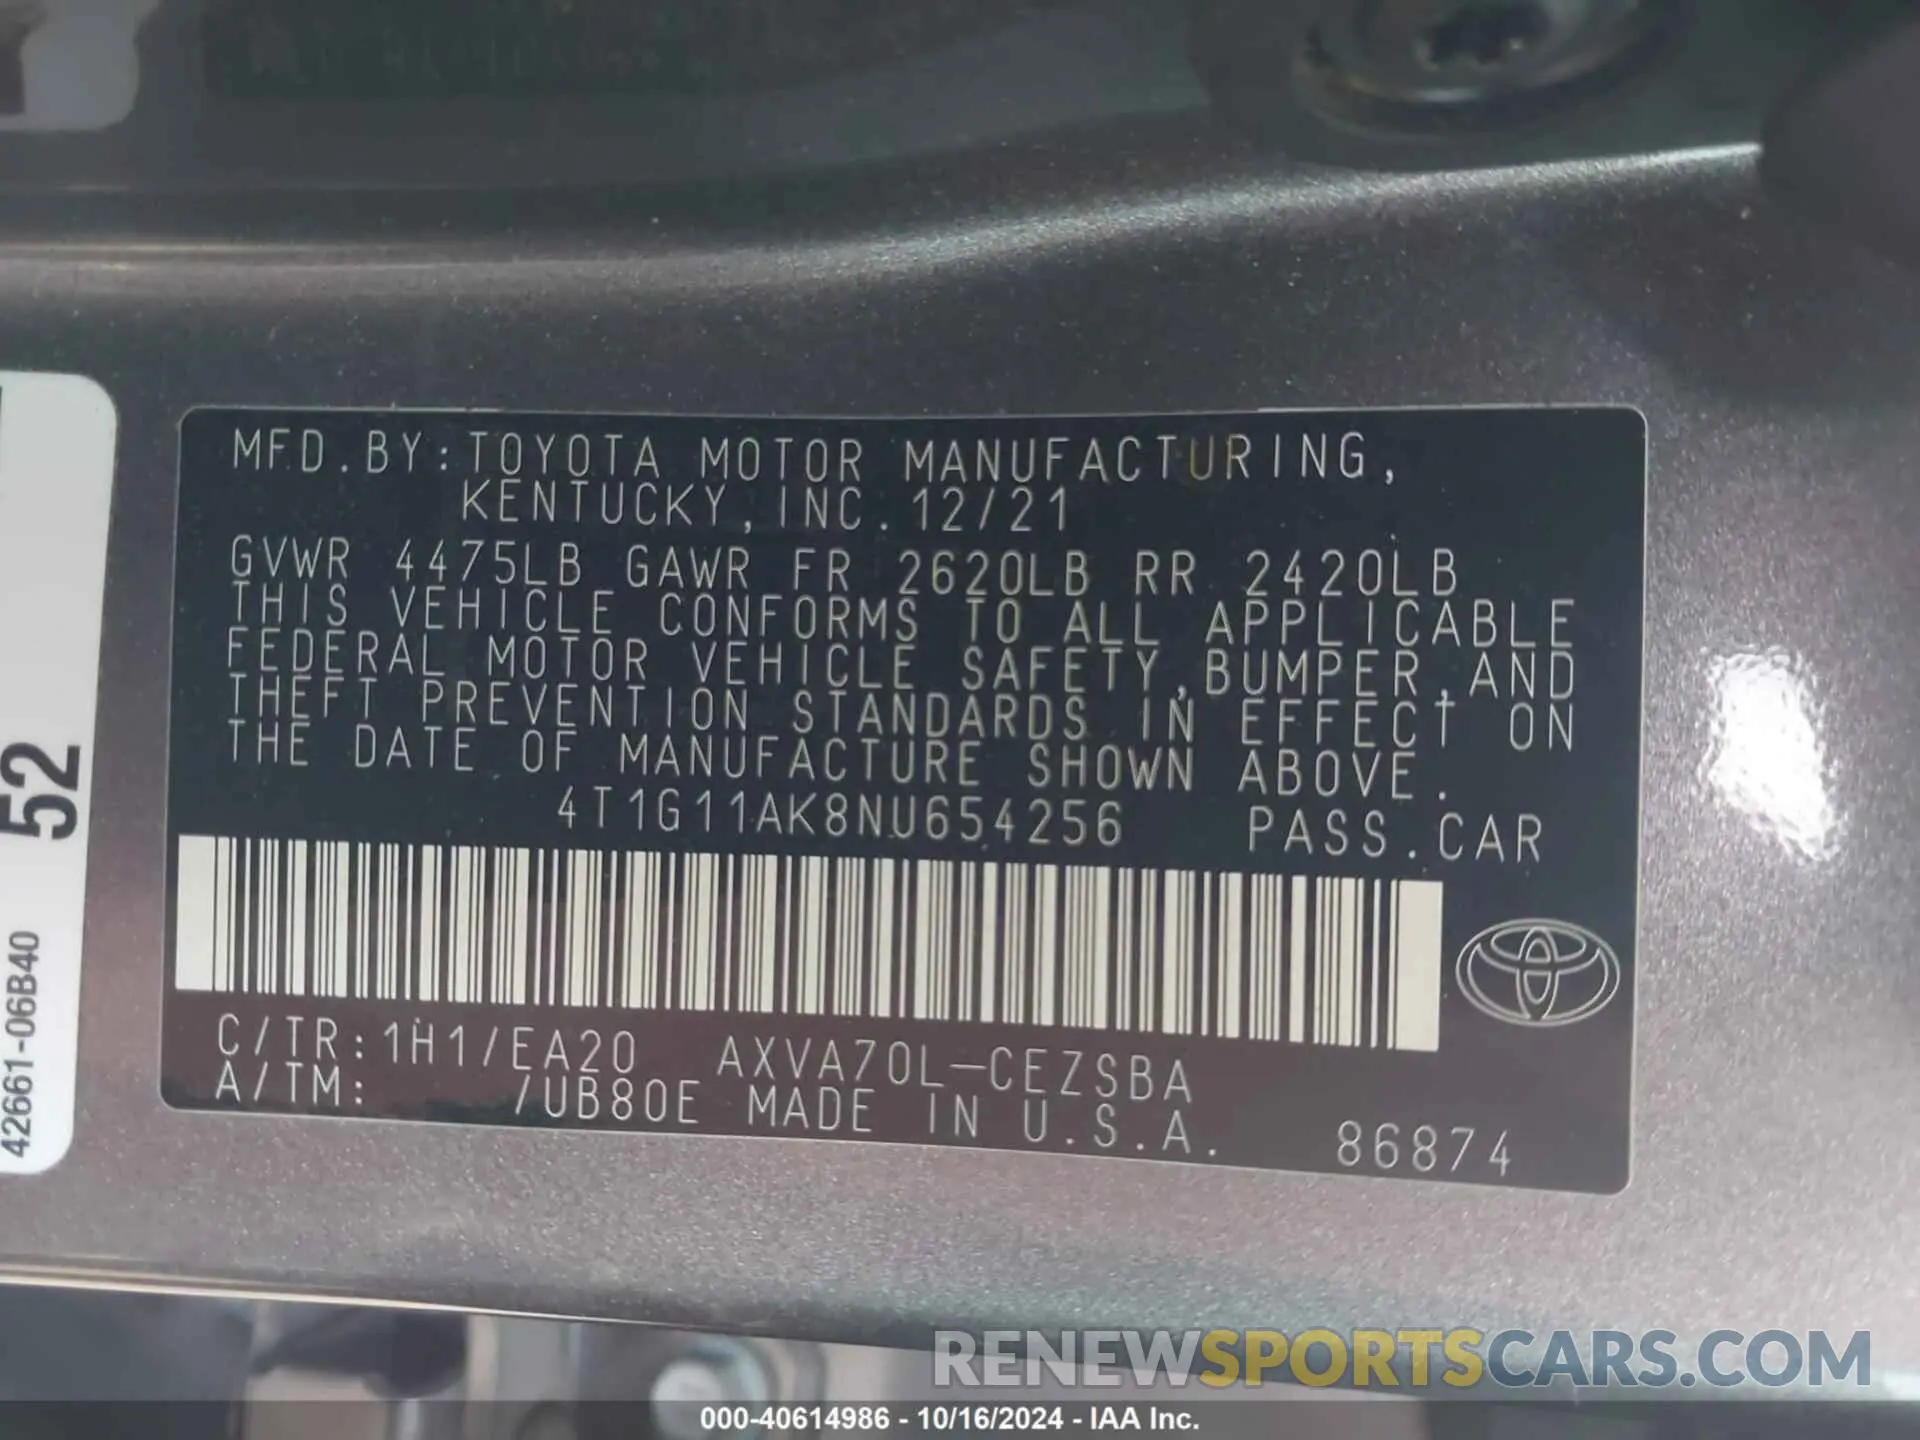 MFD.BY:TOYOTA MOTOR MANUFACTURING,
KENTUCKY,INC. 12/21
GVWR 4475LB GAWR FR 2620LB RR 2420LB
THIS VEHICLE CONFORMS TO ALL APPLICABLE
FEDERAL MOTOR VEHICLE SAFETY,BUMPER,AND
THEFT PREVENTION STANDARDS IN EFFECT ON
THE DATE OF MANUFACTURE SHOWN ABOVE.
4T1G11AK8NU654256 PASS.CAR
C/TR:1H1/EA20 AXVA70L-CEZSBA
A/TM: /UB80E MADE IN U.S.A.
86874
52
42661-06B40
RENEWSPORTSCARS.COM
000-40614986 - 10/16/2024 - IAA Inc.